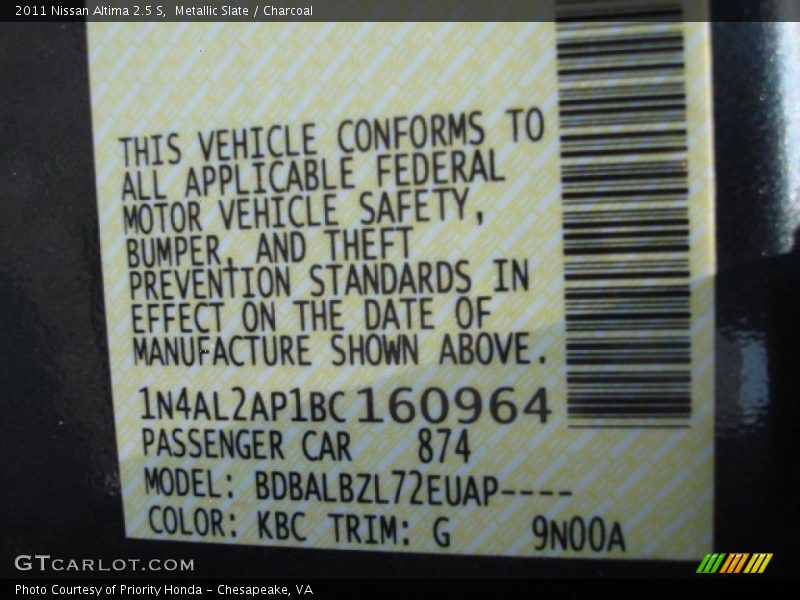 2011 Nissan Altima 2.5 S,  Metallic Slate / Charcoal
THIS VEHICLE CONFORMS TO
ALL APPLICABLE FEDERAL
MOTOR VEHICLE SAFETY,
BUMPER, AND THEFT
PREVENTION STANDARDS IN
EFFECT ON THE DATE OF
MANUFACTURE SHOWN ABOVE.
1N4AL2AP1BC160964
PASSENGER CAR 874
MODEL: BDBALBZL72EUAP----
COLOR: KBC TRIM: G 9N00A
GTCARLOT.COM
Photo Courtesy of Priority Honda - Chesapeake, VA